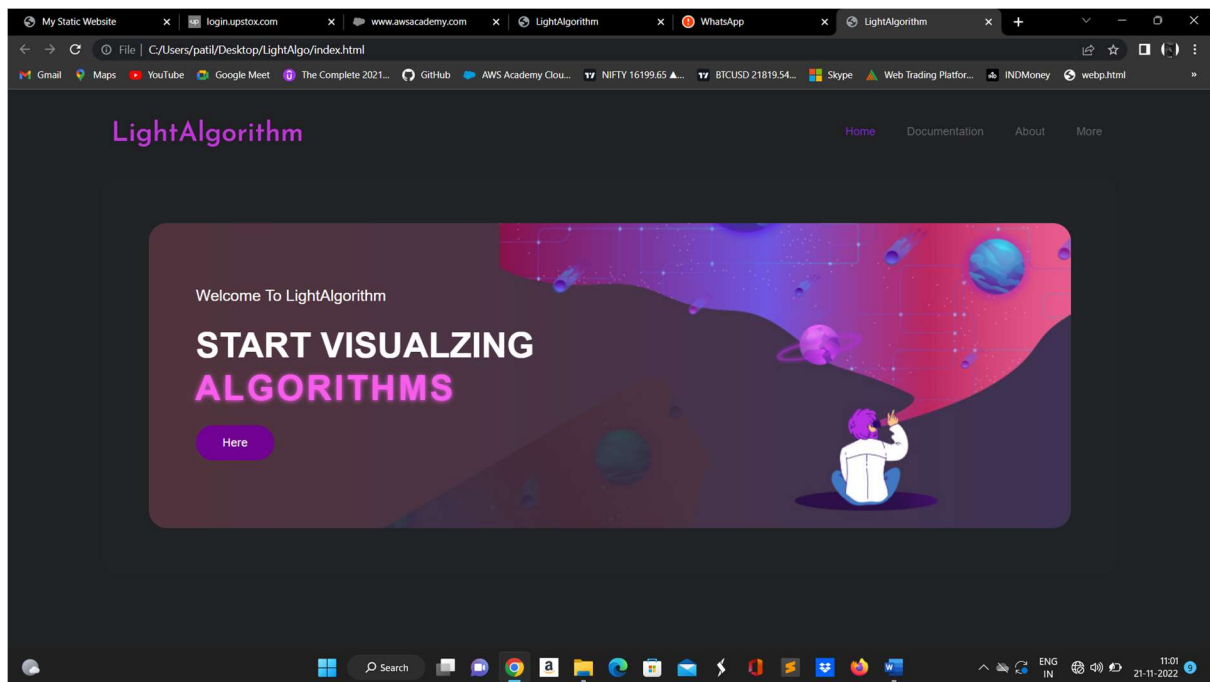 My Static Website
login.upstox.com
www.awsacademy.com
LightAlgorithm
WhatsApp
LightAlgorithm
File | C:/Users/patil/Desktop/LightAlgo/index.html
Gmail Maps YouTube Google Meet The Complete 2021... GitHub AWS Academy Clou... NIFTY 16199.65 ▲... BTCUSD 21819.54... Skype Web Trading Platfor... INDMoney webp.html »
LightAlgorithm
Home Documentation About More
Welcome To LightAlgorithm
START VISUALZING
ALGORITHMS
Here
Search
ENG
IN
11:01
21-11-2022
9